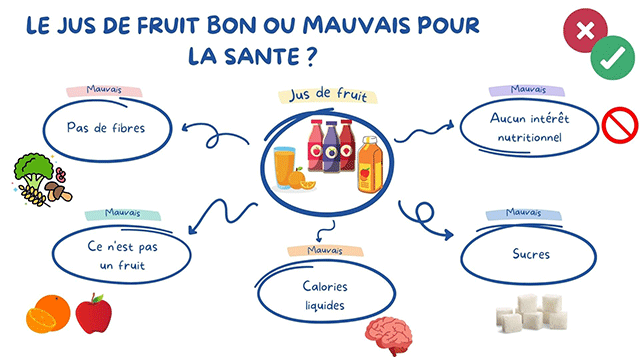 LE JUS DE FRUIT BON OU MAUVAIS POUR
LA SANTE ?
Jus de fruit
Mauvais
Pas de fibres
Mauvais
Aucun intérêt
nutritionnel
Mauvais
Ce n'est pas
un fruit
Mauvais
Calories
liquides
Mauvais
Sucres